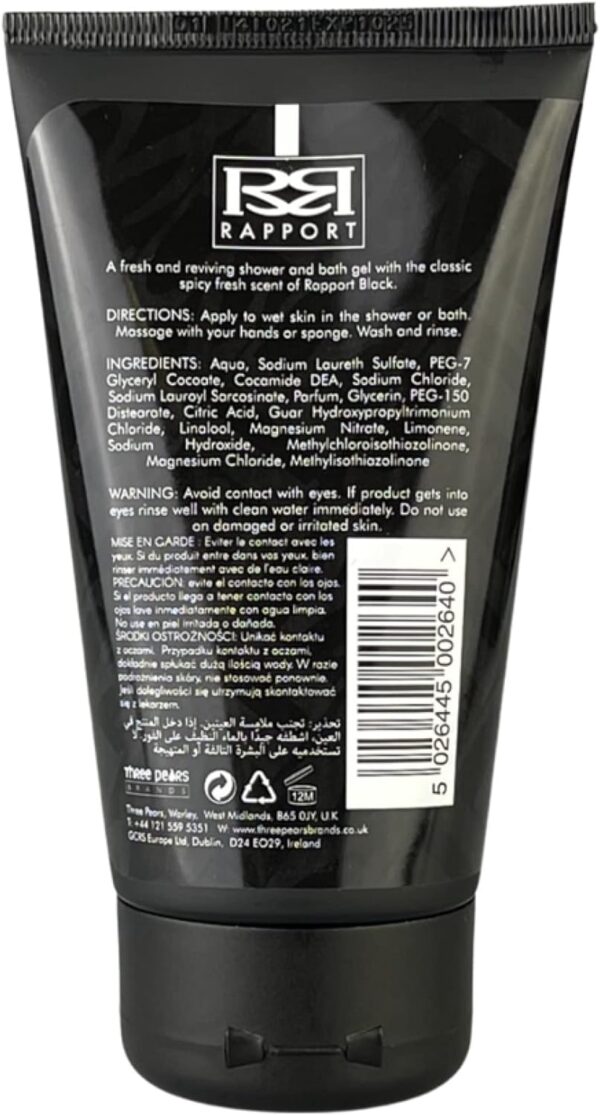 RAPPORT
A fresh and reviving shower and bath gel with the classic
spicy fresh scent of Rapport Black.
DIRECTIONS: Apply to wet skin in the shower or bath.
Massage with your hands or sponge. Wash and rinse.
INGREDIENTS: Aqua, Sodium Laureth Sulfate, PEG-7
Glyceryl Cocoate, Cocamide DEA, Sodium Chloride,
Sodium Lauroyl Sarcosinate, Parfum, Glycerin, PEG-150
Distearate, Citric Acid, Guar Hydroxypropyltrimonium
Chloride, Linalool, Magnesium Nitrate, Limonene,
Sodium Hydroxide, Methylchloroisothiazolinone,
Magnesium Chloride, Methylisothiazolinone
WARNING: Avoid contact with eyes. If product gets into
eyes rinse well with clean water immediately. Do not use
on damaged or irritated skin.
MISE EN GARDE : Eviter le contact avec les
yeux. Si du produit entre dans vos yeux, bien
rinser immédiatement avec de l'eau claire.
PRECAUCION: evite el contacto con los ojos.
Si el producto llega a tener contacto con los
ojos lave inmediatamente con agua limpia.
No use en piel irritada o dañada.
ŚRODKI OSTROŻNOŚCI: Unikać kontaktu
z oczami. Przypadku kontaktu z oczami,
dokładnie spłukać dużą ilością wody. W razie
podrażnienia skóry, nie stosować ponownie.
Jeśli dolegliwości się utrzymują skontaktować
się z lekarzem.
تحذير: تجنب ملامسة العينين. إذا دخل المنتج في
العين، اشطفه جيدًا بالماء النظيف على الفور. لا
تستخدميه على البشرة التالفة أو المتهيجة
three pears
BRANDS
12M
Three Pears, Warley, West Midlands, B65 0JY, U.K
T: +44 121 559 5351 W: www.threepearsbrands.co.uk
GCRS Europe Ltd, Dublin, D24 EO29, Ireland
5 026445 002640 >